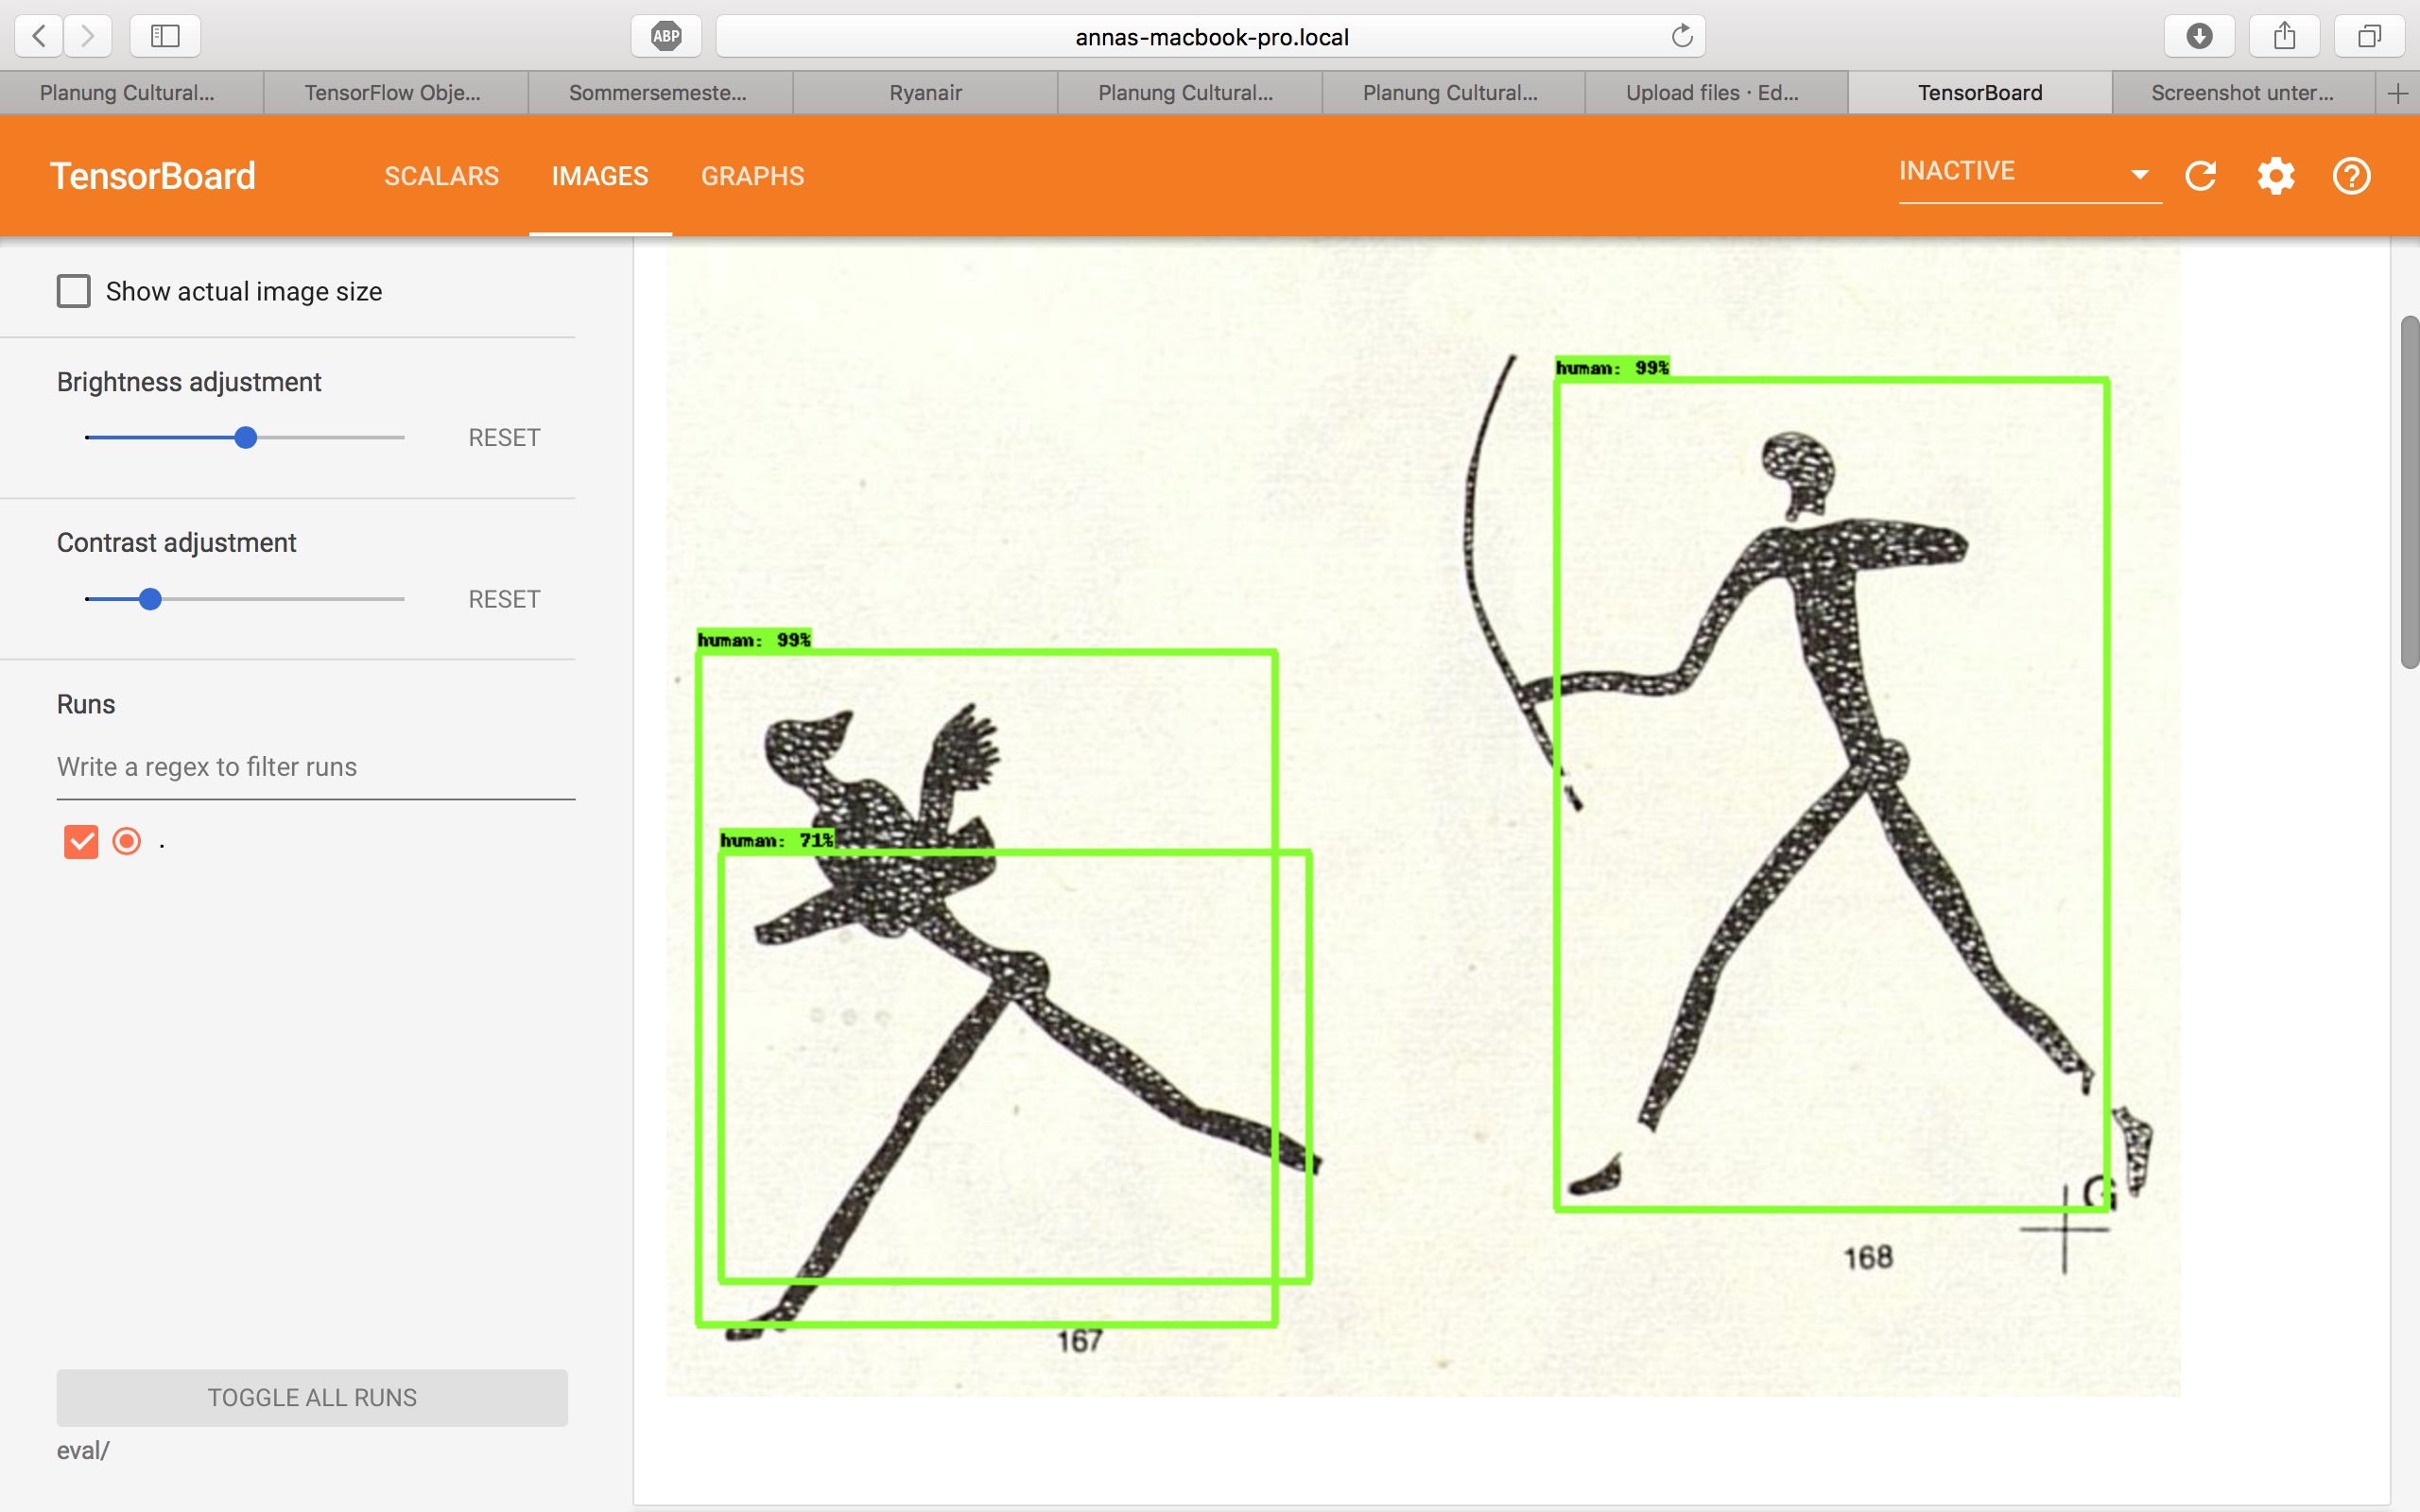 ABP
annas-macbook-pro.local
Planung Cultural...
TensorFlow Obje...
Sommersemeste...
Ryanair
Planung Cultural...
Planung Cultural...
Upload files · Ed...
TensorBoard
Screenshot unter...
TensorBoard
SCALARS
IMAGES
GRAPHS
INACTIVE
Show actual image size
Brightness adjustment
RESET
Contrast adjustment
RESET
Runs
Write a regex to filter runs
.
TOGGLE ALL RUNS
eval/
human: 99%
human: 99%
human: 71%
G
168
167